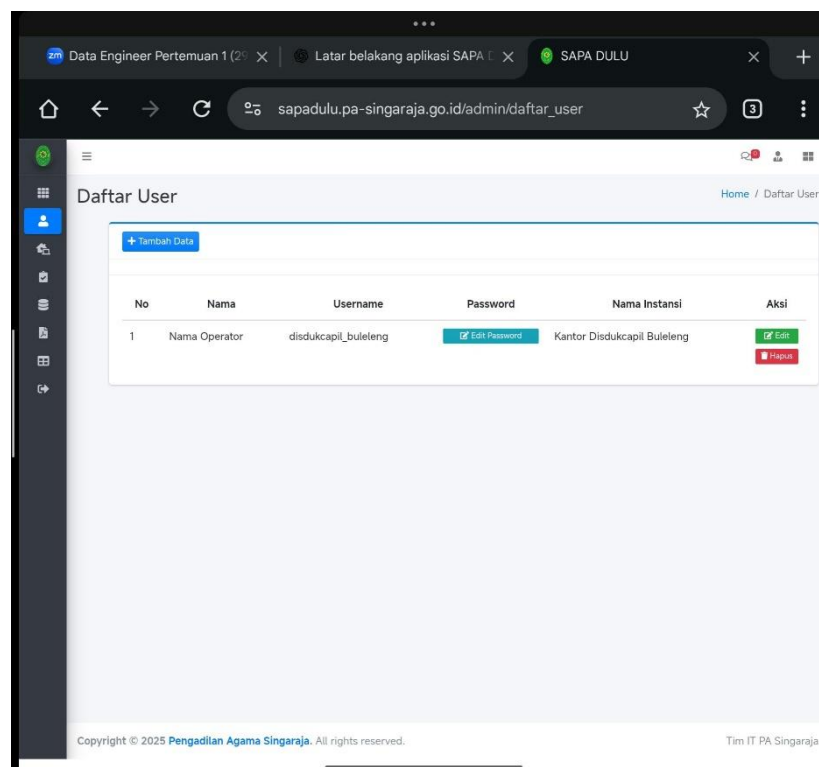 zm Data Engineer Pertemuan 1 (29
Latar belakang aplikasi SAPA D
SAPA DULU
sapadulu.pa-singaraja.go.id/admin/daftar_user
3
Daftar User
Home / Daftar User
+ Tambah Data
No Nama Username Password Nama Instansi Aksi
1 Nama Operator disdukcapil_buleleng Edit Password Kantor Disdukcapil Buleleng Edit
Hapus
Copyright © 2025 Pengadilan Agama Singaraja. All rights reserved.
Tim IT PA Singaraja